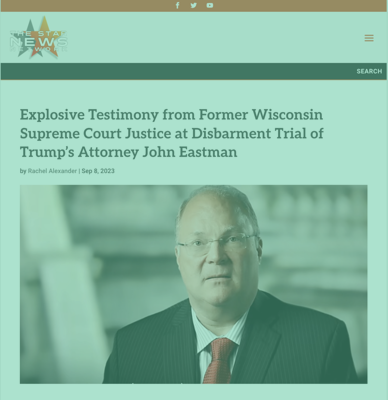 THE STAR
NEWS
NETWORK
SEARCH
Explosive Testimony from Former Wisconsin
Supreme Court Justice at Disbarment Trial of
Trump’s Attorney John Eastman
by Rachel Alexander | Sep 8, 2023